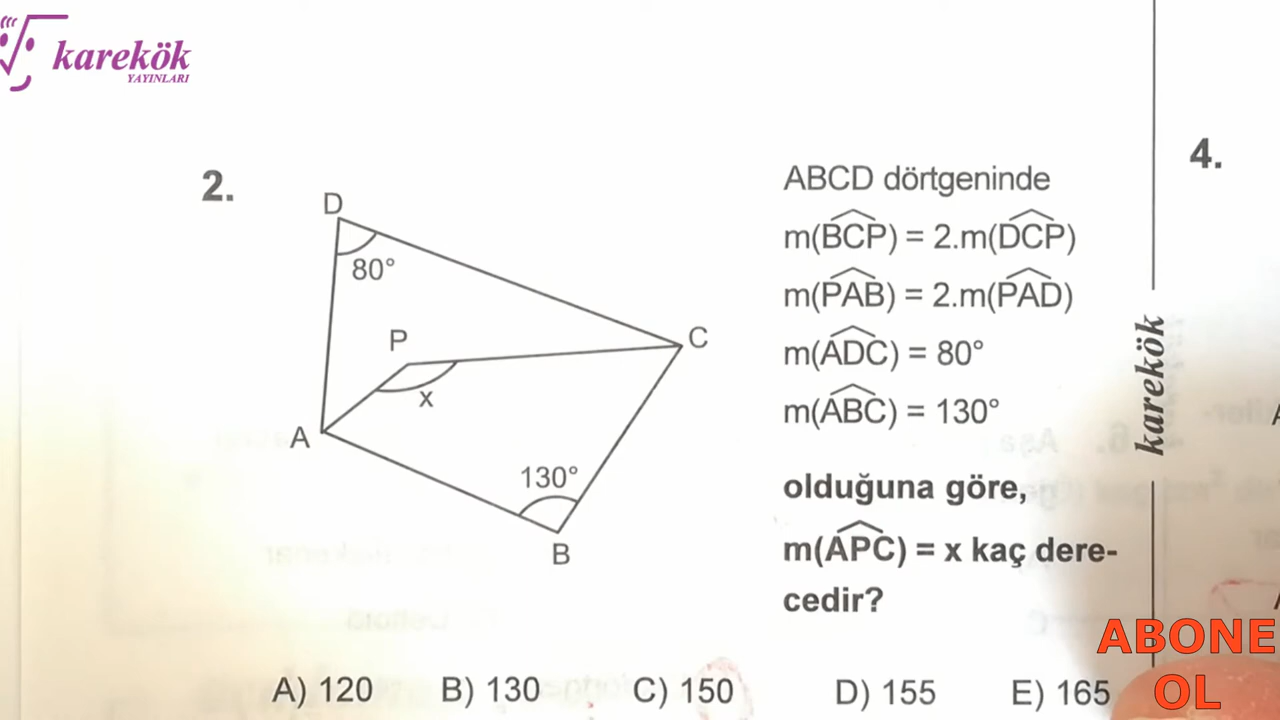 karekök
YAYINLARI
2.
D
80°
P
C
x
A
130°
B
ABCD dörtgeninde
m(BCP) = 2.m(DCP)
m(PAB) = 2.m(PAD)
m(ADC) = 80°
m(ABC) = 130°
olduğuna göre,
m(APC) = x kaç dere-
cedir?
A) 120 B) 130 C) 150 D) 155 E) 165
karekök
4.
ABONE
OL